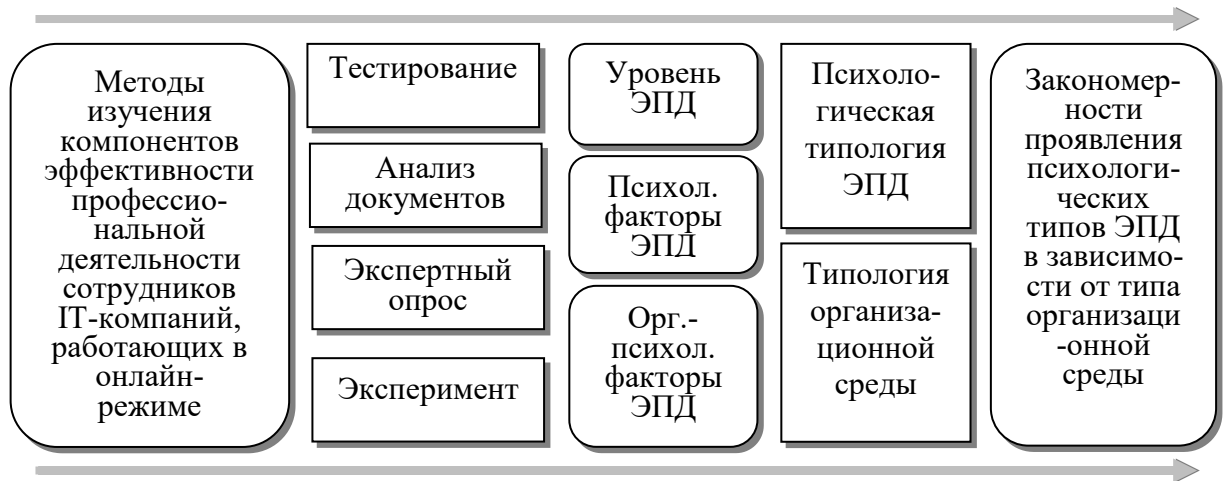 Методы
изучения
компонентов
эффективности
профессио-
нальной
деятельности
сотрудников
IT-компаний,
работающих в
онлайн-
режиме
Тестирование
Анализ
документов
Экспертный
опрос
Эксперимент
Уровень
ЭПД
Психол.
факторы
ЭПД
Орг.-
психол.
факторы
ЭПД
Психоло-
гическая
типология
ЭПД
Типология
организа-
ционной
среды
Закономер-
ности
проявления
психологи-
ческих
типов ЭПД
в зависимо-
сти от типа
организаци
-онной
среды